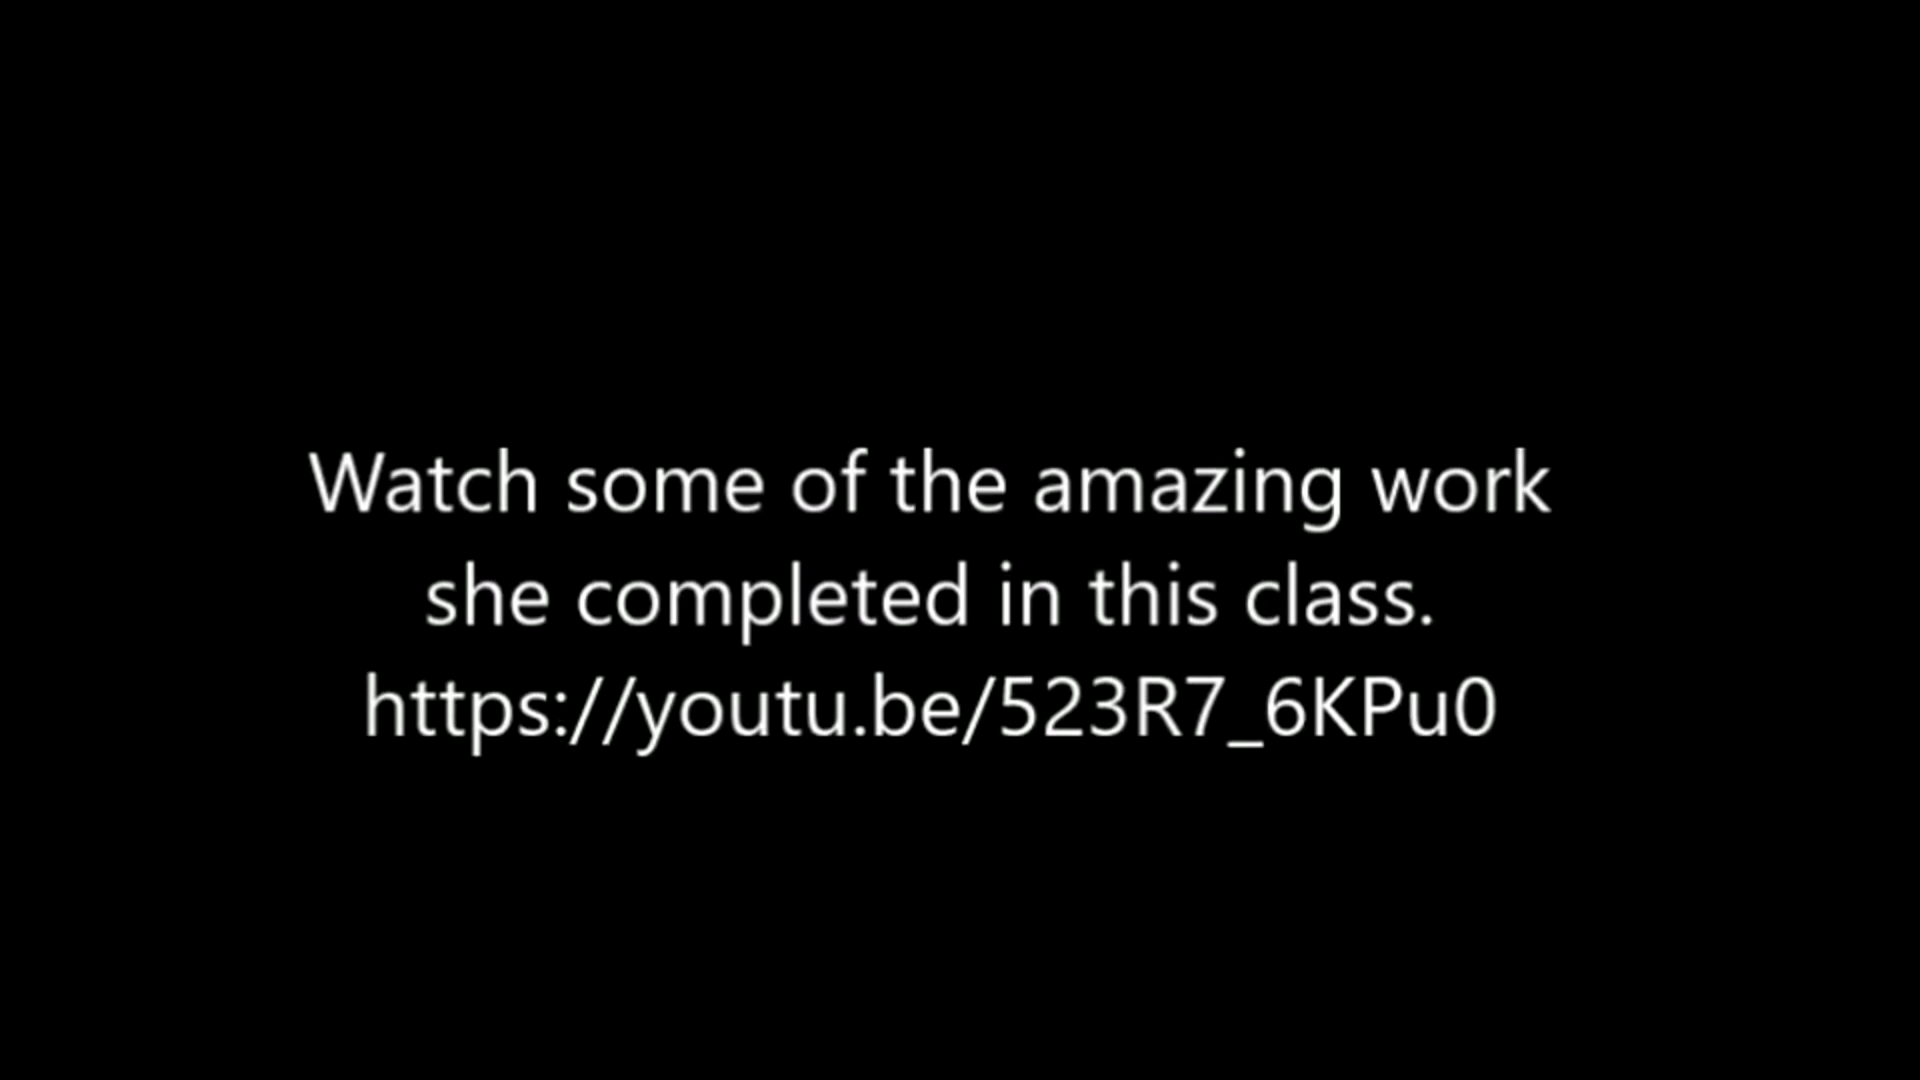 Watch some of the amazing work
she completed in this class.
https://youtu.be/523R7_6KPu0